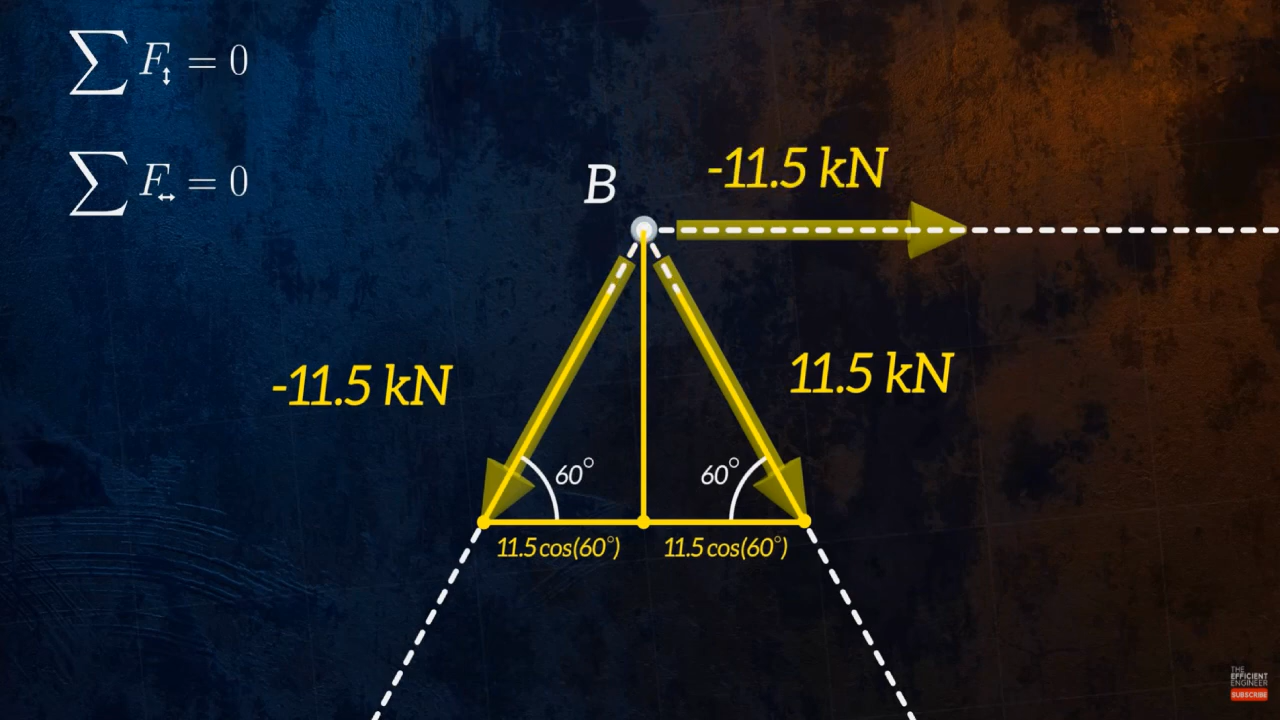 ∑ F↕ = 0
∑ F↔ = 0
B
-11.5 kN
-11.5 kN
11.5 kN
60°
60°
11.5 cos(60°)
11.5 cos(60°)
THE
EFFICIENT
ENGINEER
SUBSCRIBE